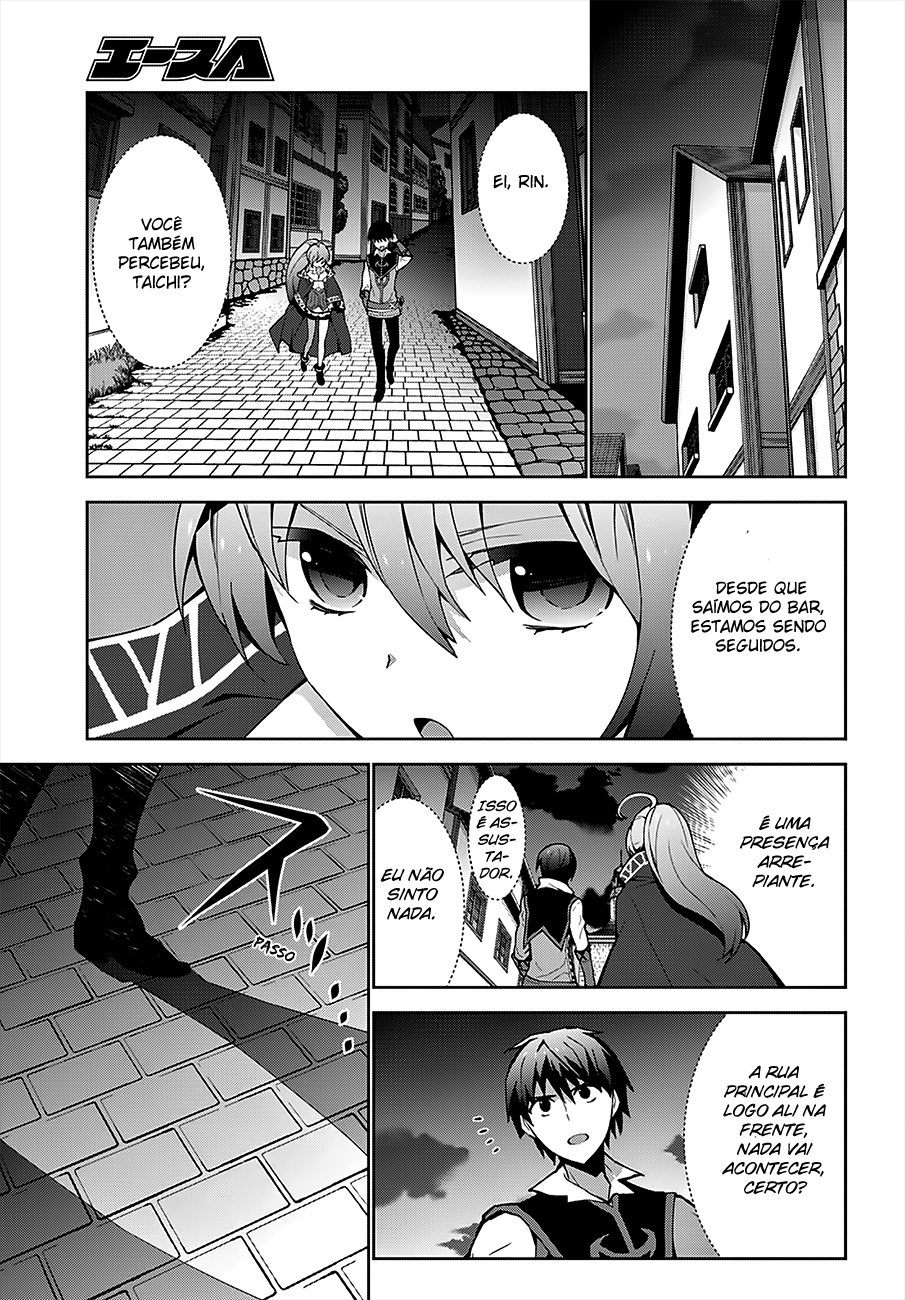 エースA
EI, RIN.
VOCÊ
TAMBÉM
PERCEBEU,
TAICHI?
DESDE QUE
SAÍMOS DO BAR,
ESTAMOS SENDO
SEGUIDOS.
É UMA
PRESENÇA
ARRE-
PIANTE.
ISSO
É AS-
SUS-
TA-
DOR.
EU NÃO
SINTO
NADA.
A RUA
PRINCIPAL É
LOGO ALI NA
FRENTE,
NADA VAI
ACONTECER,
CERTO?
PASSO